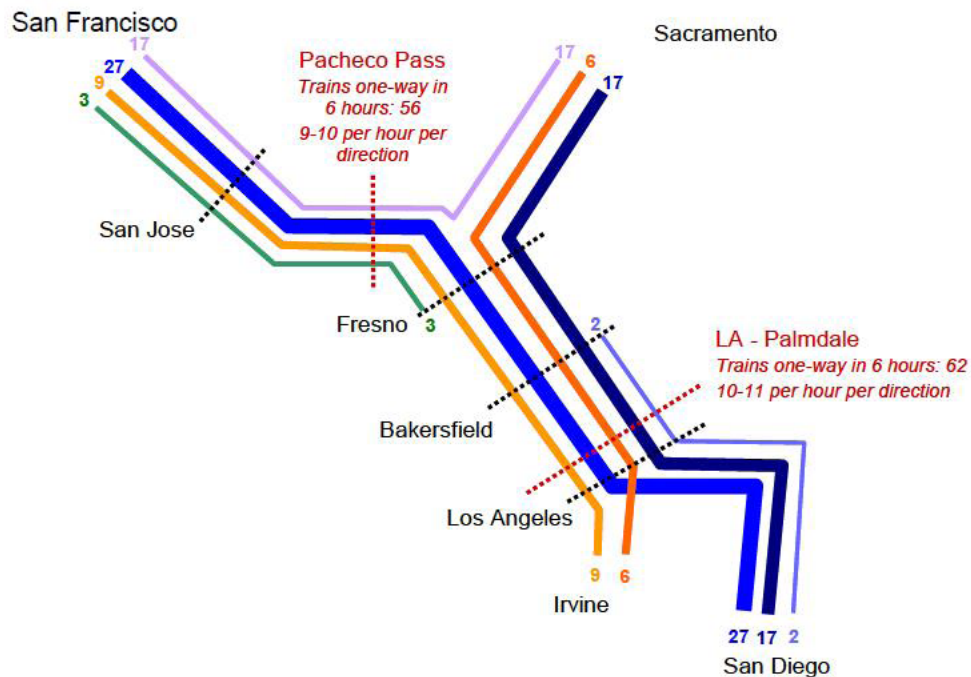 San Francisco
17
27
9
3
Pacheco Pass
Trains one-way in
6 hours: 56
9-10 per hour per
direction
Sacramento
17
6
17
San Jose
Fresno
3
2
LA - Palmdale
Trains one-way in 6 hours: 62
10-11 per hour per direction
Bakersfield
Los Angeles
9
6
Irvine
27
17
2
San Diego